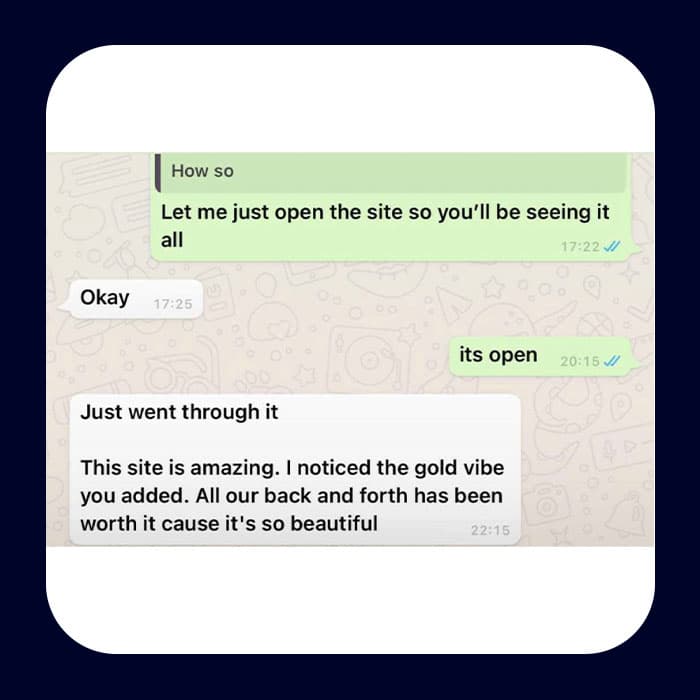 How so
Let me just open the site so you’ll be seeing it
all
17:22
Okay
17:25
its open
20:15
Just went through it
This site is amazing. I noticed the gold vibe
you added. All our back and forth has been
worth it cause it's so beautiful
22:15